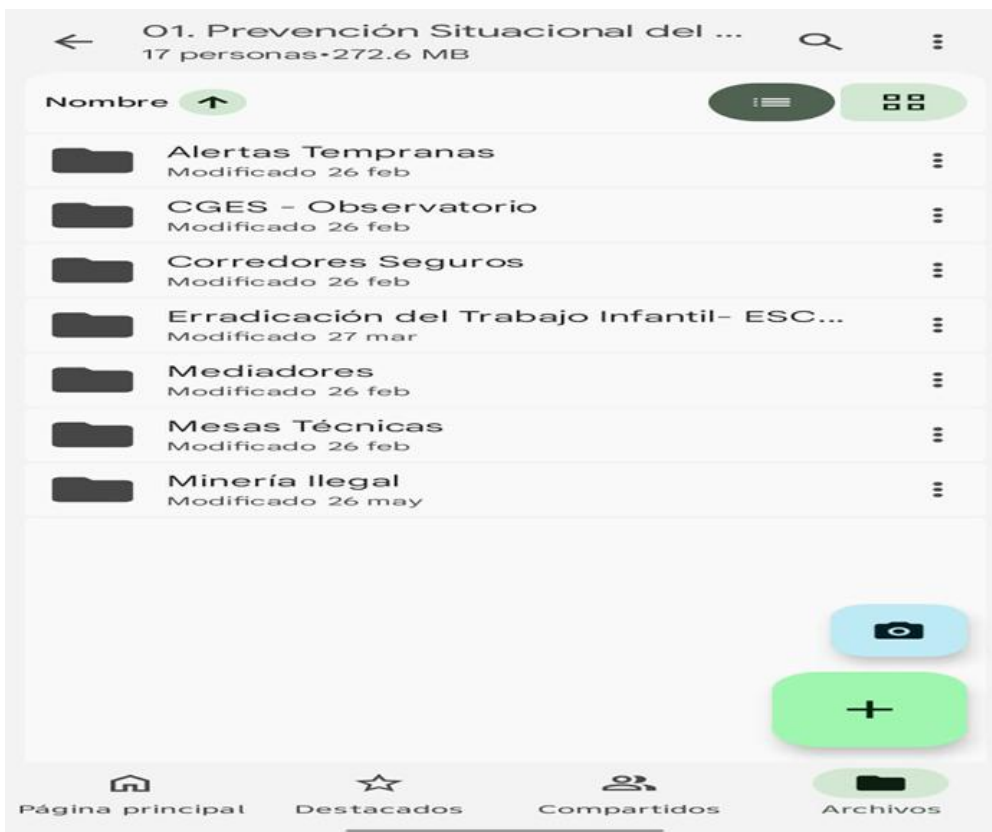 01. Prevención Situacional del ...
17 personas•272.6 MB
Nombre
Alertas Tempranas
Modificado 26 feb
CGES - Observatorio
Modificado 26 feb
Corredores Seguros
Modificado 26 feb
Erradicación del Trabajo Infantil- ESC...
Modificado 27 mar
Mediadores
Modificado 26 feb
Mesas Técnicas
Modificado 26 feb
Minería Ilegal
Modificado 26 may
Página principal Destacados Compartidos Archivos